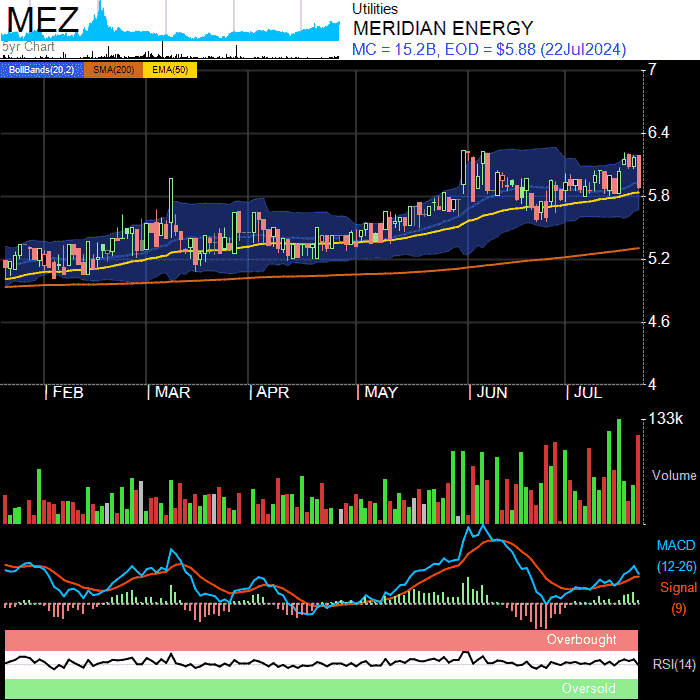 MEZ
5yr Chart
Utilities
MERIDIAN ENERGY
MC = 15.2B, EOD = $5.88 (22Jul2024)
BollBands(20,2) SMA(200) EMA(50)
7
6.4
5.8
5.2
4.6
4
FEB MAR APR MAY JUN JUL
133k
Volume
MACD
(12-26)
Signal
(9)
Overbought
RSI(14)
Oversold